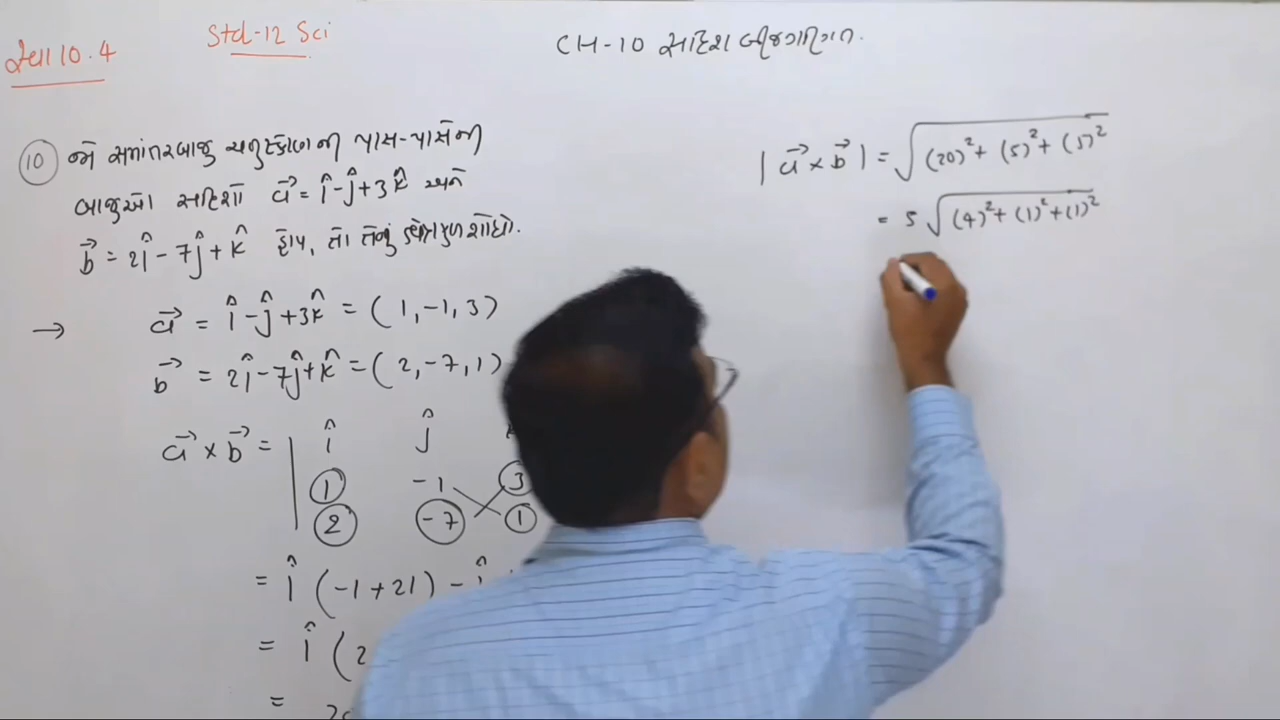 સ્વા 10.4
Std-12 Sci
CH-10 સદિશ બીજગણિત.
10 જો સમાંતરબાજુ ચતુષ્કોણની પાસ-પાસેની
બાજુઓ સદિશો a⃗ = î - ĵ + 3k̂ અને
b⃗ = 2î - 7ĵ + k̂ હોય, તો તેનું ક્ષેત્રફળ શોધો.
→ a⃗ = î - ĵ + 3k̂ = (1, -1, 3)
b⃗ = 2î - 7ĵ + k̂ = (2, -7, 1)
a⃗ × b⃗ = | î ĵ
1 -1 3
2 -7 1
= î (-1 + 21) -
= î (2
=
|a⃗ × b⃗| = √(20)² + (5)² + (5)²
= 5 √(4)² + (1)² + (1)²